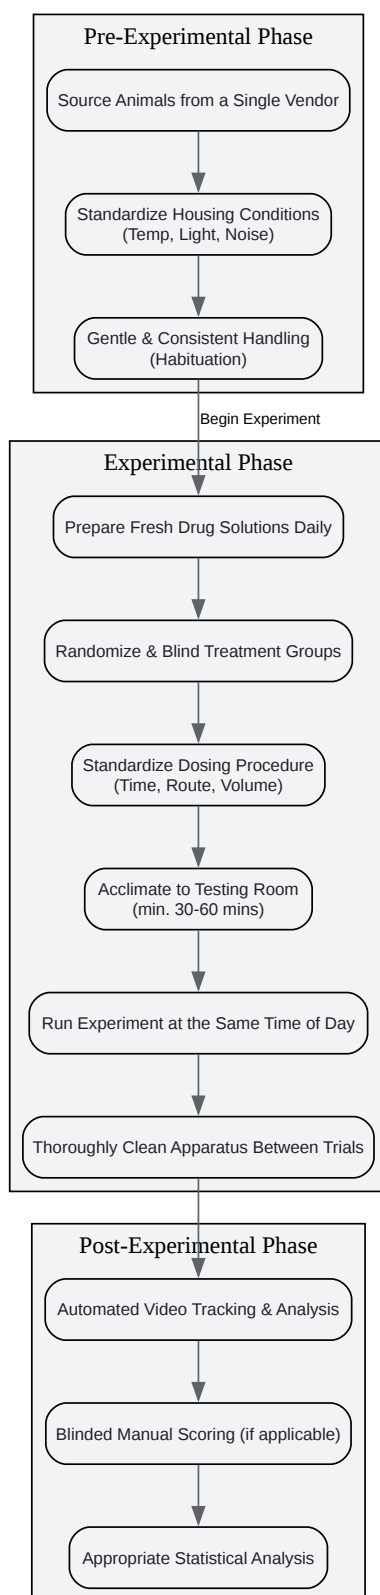 Pre-Experimental Phase
Source Animals from a Single Vendor
Standardize Housing Conditions
(Temp, Light, Noise)
Gentle & Consistent Handling
(Habituation)
Begin Experiment
Experimental Phase
Prepare Fresh Drug Solutions Daily
Randomize & Blind Treatment Groups
Standardize Dosing Procedure
(Time, Route, Volume)
Acclimate to Testing Room
(min. 30-60 mins)
Run Experiment at the Same Time of Day
Thoroughly Clean Apparatus Between Trials
Post-Experimental Phase
Automated Video Tracking & Analysis
Blinded Manual Scoring (if applicable)
Appropriate Statistical Analysis